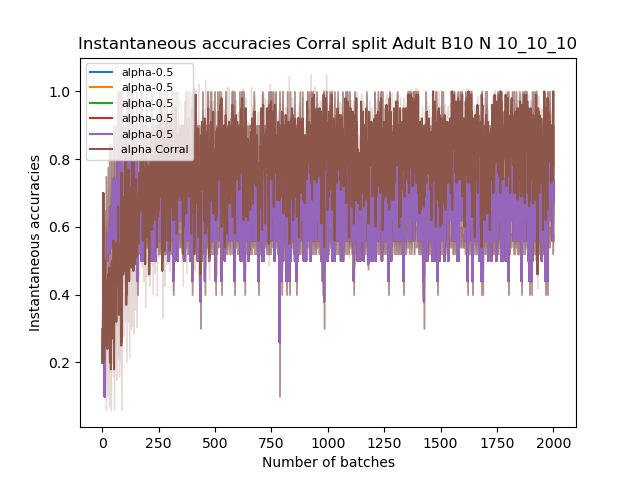 Instantaneous accuracies Corral split Adult B10 N 10_10_10
alpha-0.5
alpha-0.5
alpha-0.5
alpha-0.5
alpha-0.5
alpha Corral
Instantaneous accuracies
1.0
0.8
0.6
0.4
0.2
0 250 500 750 1000 1250 1500 1750 2000
Number of batches